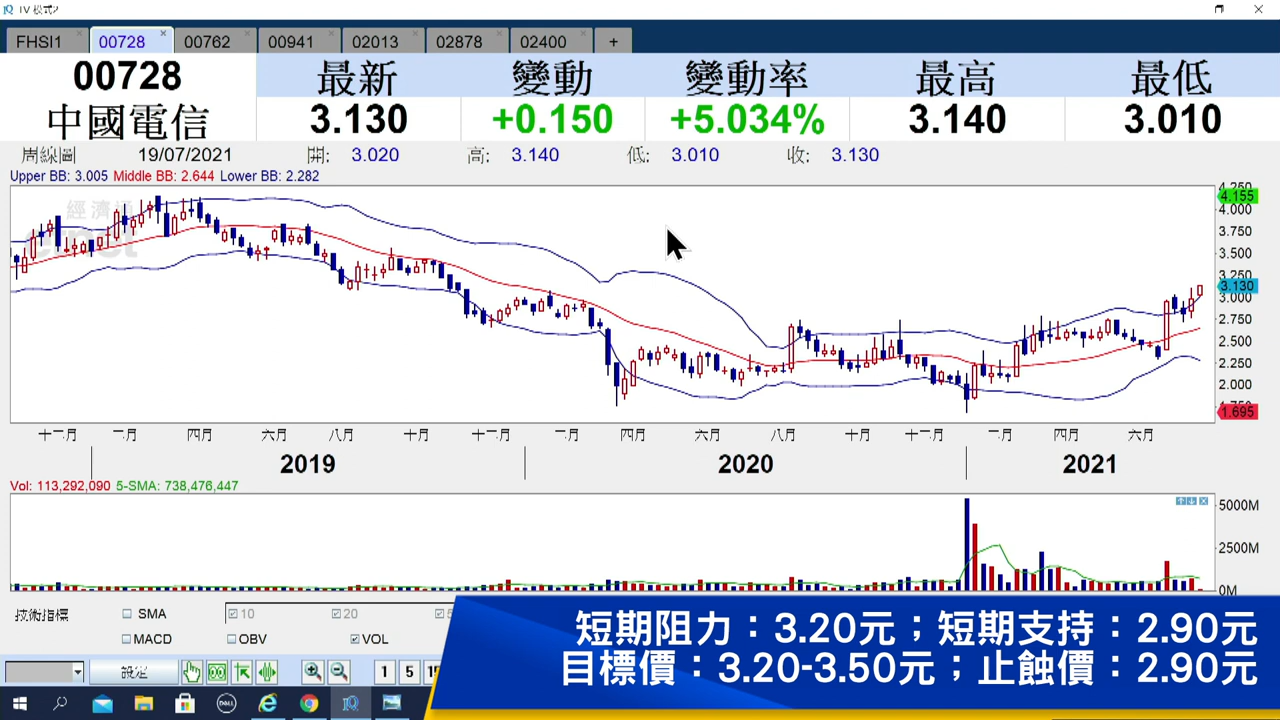 TV 模式2
FHSI1 00728 00762 00941 02013 02878 02400 +
00728 最新 變動 變動率 最高 最低
中國電信 3.130 +0.150 +5.034% 3.140 3.010
周線圖 19/07/2021 開: 3.020 高: 3.140 低: 3.010 收: 3.130
Upper BB: 3.005 Middle BB: 2.644 Lower BB: 2.282
經濟通
etnet
4.250
4.155
4.000
3.750
3.500
3.250
3.130
3.000
2.750
2.500
2.250
2.000
1.750
1.695
十二月 二月 四月 六月 八月 十月 十二月 二月 四月 六月 八月 十月 十二月 二月 四月 六月
2019 2020 2021
Vol: 113,292,090 5-SMA: 738,476,447
5000M
2500M
0M
技術指標 SMA 10 20
MACD OBV VOL
設定 1 5
短期阻力：3.20元；短期支持：2.90元
目標價：3.20-3.50元；止蝕價：2.90元
DELL